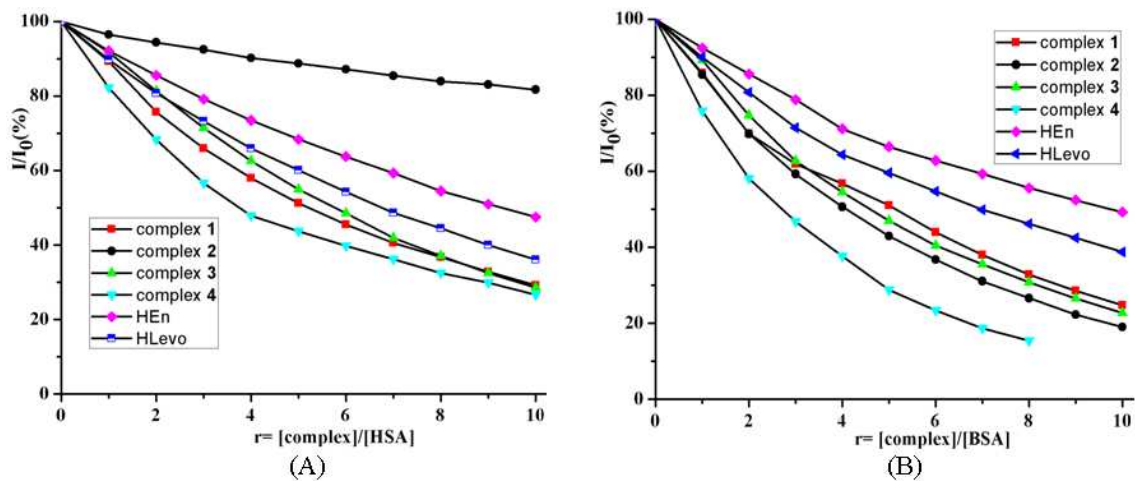 100
80
60
40
20
0
I/I0(%)
complex 1
complex 2
complex 3
complex 4
HEn
HLevo
0 2 4 6 8 10
r= [complex]/[HSA]
(A)
100
80
60
40
20
0
I/I0(%)
complex 1
complex 2
complex 3
complex 4
HEn
HLevo
0 2 4 6 8 10
r= [complex]/[BSA]
(B)